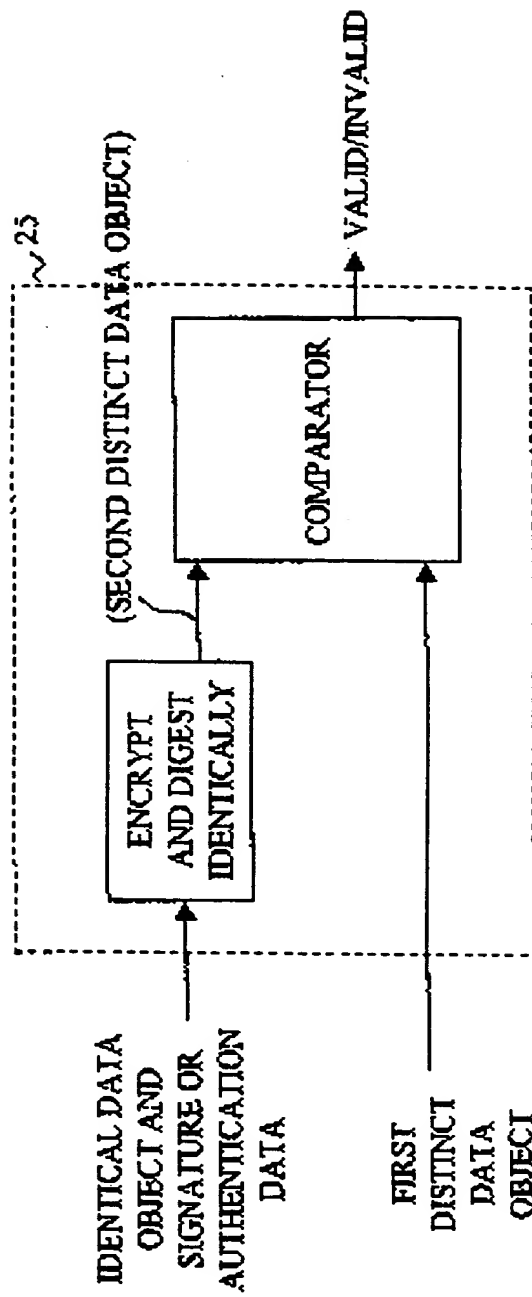 25
(SECOND DISTINCT DATA OBJECT)
ENCRYPT
AND DIGEST
IDENTICALLY
COMPARATOR
VALID/INVALID
IDENTICAL DATA
OBJECT AND
SIGNATURE OR
AUTHENTICATION
DATA
FIRST
DISTINCT
DATA
OBJECT